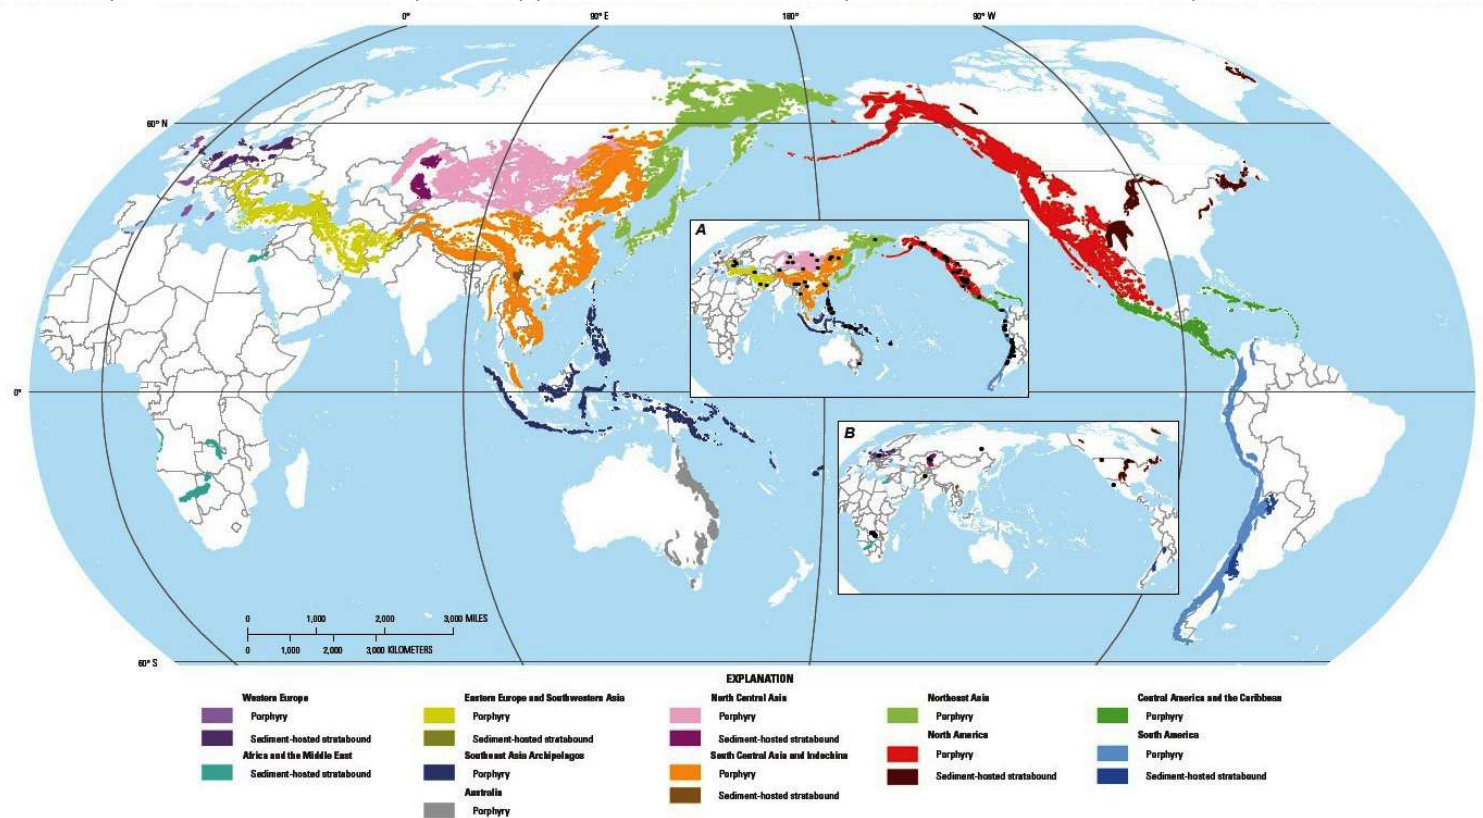 0°
90° E
180°
90° W
60° N
A
0°
B
0
1,000
2,000
3,000 MILES
0
1,000
2,000
3,000 KILOMETERS
60° S
EXPLANATION
Western Europe
Porphyry
Sediment-hosted stratabound
Africa and the Middle East
Sediment-hosted stratabound
Eastern Europe and Southwestern Asia
Porphyry
Sediment-hosted stratabound
Southeast Asia Archipelagos
Porphyry
Australia
Porphyry
North Central Asia
Porphyry
Sediment-hosted stratabound
South Central Asia and Indochina
Porphyry
Sediment-hosted stratabound
Northeast Asia
Porphyry
North America
Porphyry
Sediment-hosted stratabound
Central America and the Caribbean
Porphyry
South America
Porphyry
Sediment-hosted stratabound